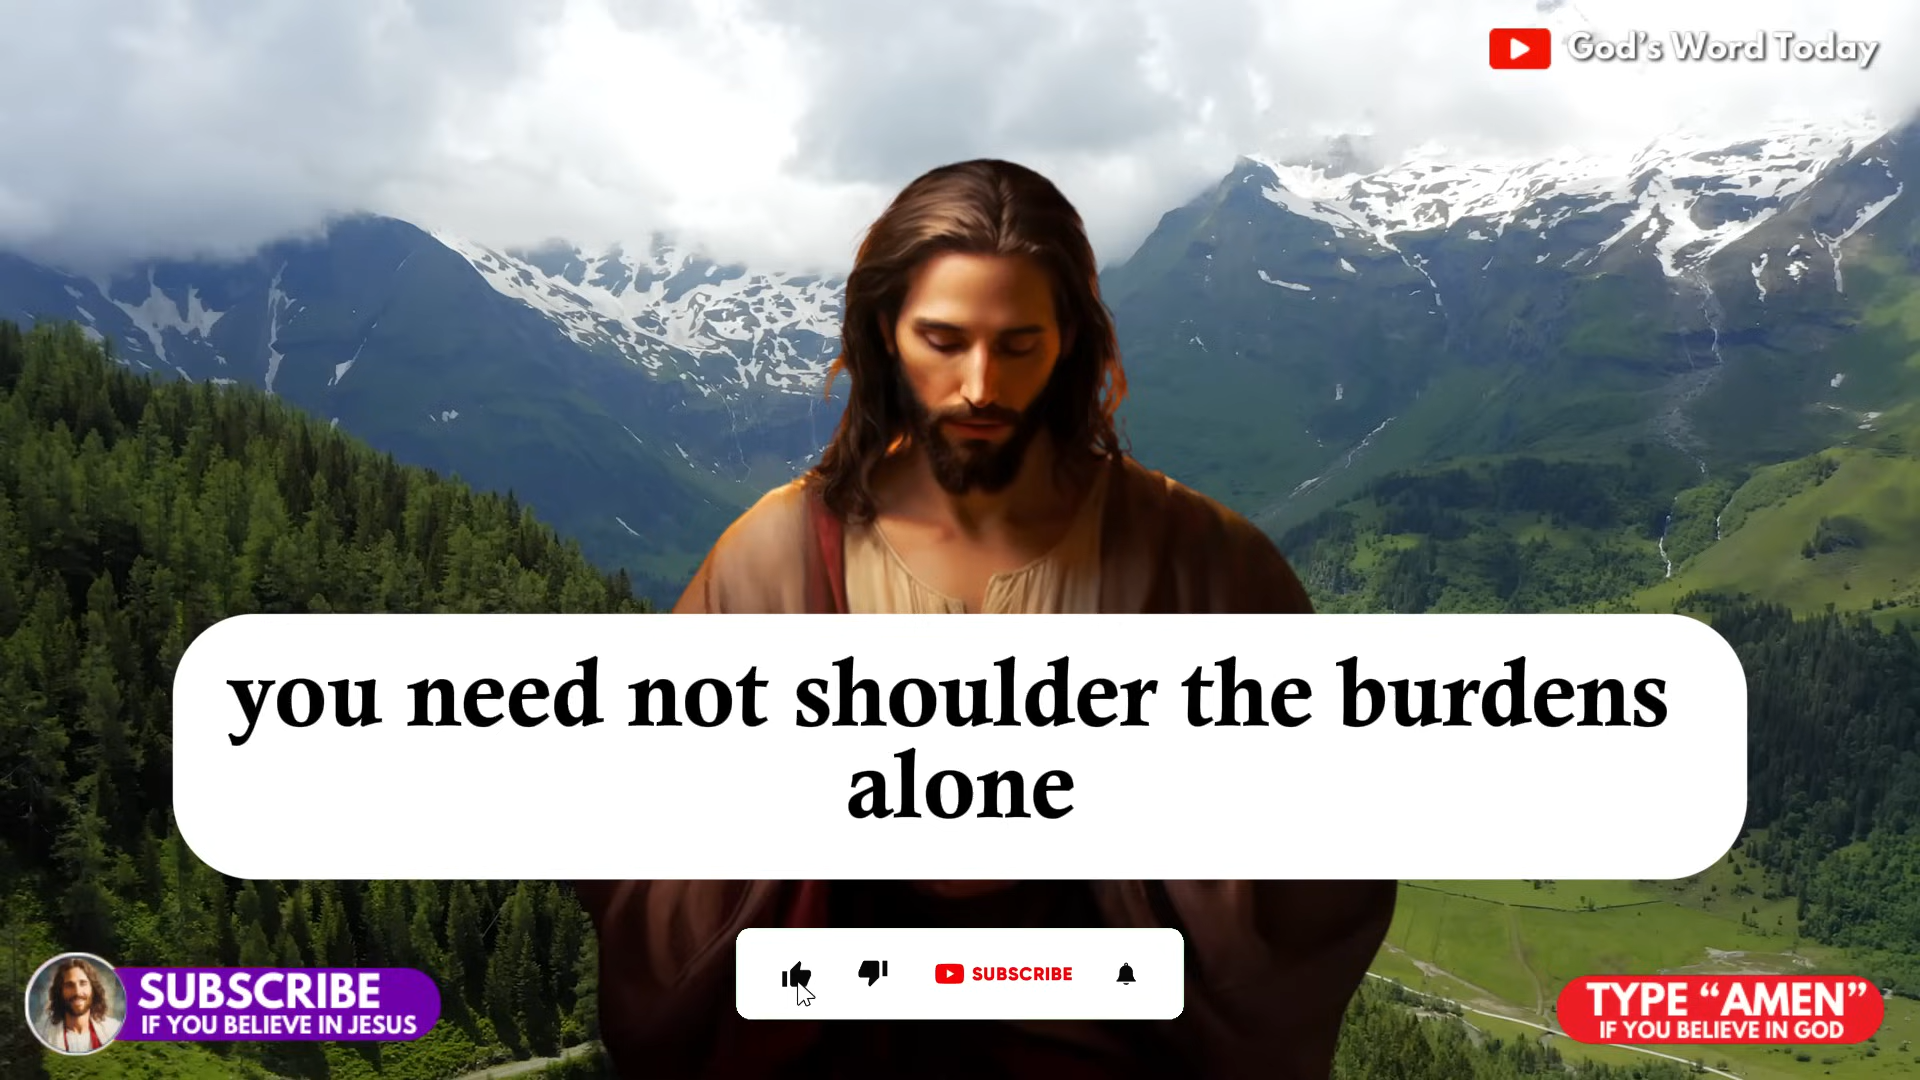 God's Word Today
you need not shoulder the burdens
alone
SUBSCRIBE
SUBSCRIBE
IF YOU BELIEVE IN JESUS
TYPE “AMEN”
IF YOU BELIEVE IN GOD